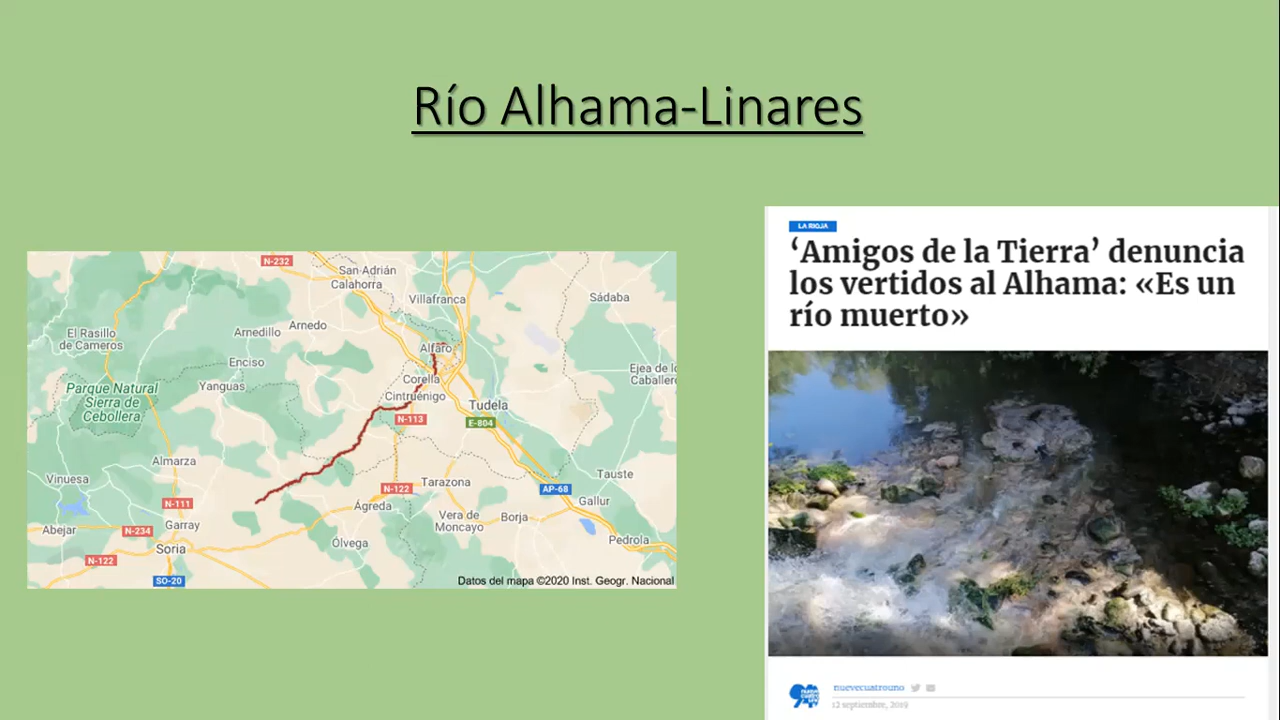 Río Alhama-Linares
N-232
San Adrián
Calahorra
Villafranca
Sádaba
El Rasillo
de Cameros
Arnedillo
Arnedo
Alfaro
Enciso
Ejea de lo
Caballero
Yanguas
Corella
Parque Natural
Sierra de
Cebollera
Cintruénigo
Tudela
N-113
E-804
Almarza
Vinuesa
Tauste
Tarazona
N-122
AP-68
N-111
Gallur
Ágreda
Vera de
Moncayo
Borja
Garray
Abejar
N-234
Ólvega
Pedrola
Soria
N-122
SO-20
Datos del mapa ©2020 Inst. Geogr. Nacional
LA RIOJA
‘Amigos de la Tierra’ denuncia
los vertidos al Alhama: «Es un
río muerto»
nuevecuatrouno
12 septiembre, 2019